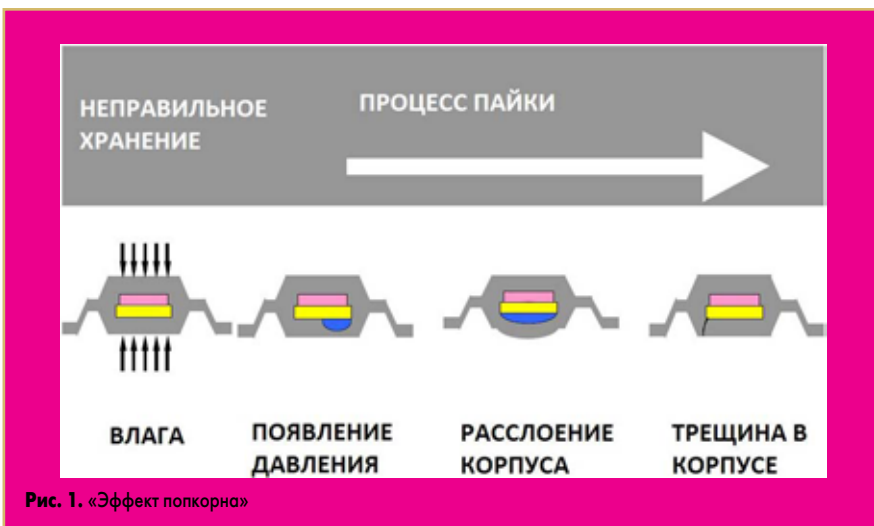 НЕПРАВИЛЬНОЕ
ХРАНЕНИЕ
ПРОЦЕСС ПАЙКИ
ВЛАГА
ПОЯВЛЕНИЕ
ДАВЛЕНИЯ
РАССЛОЕНИЕ
КОРПУСА
ТРЕЩИНА В
КОРПУСЕ
Рис. 1. «Эффект попкорна»